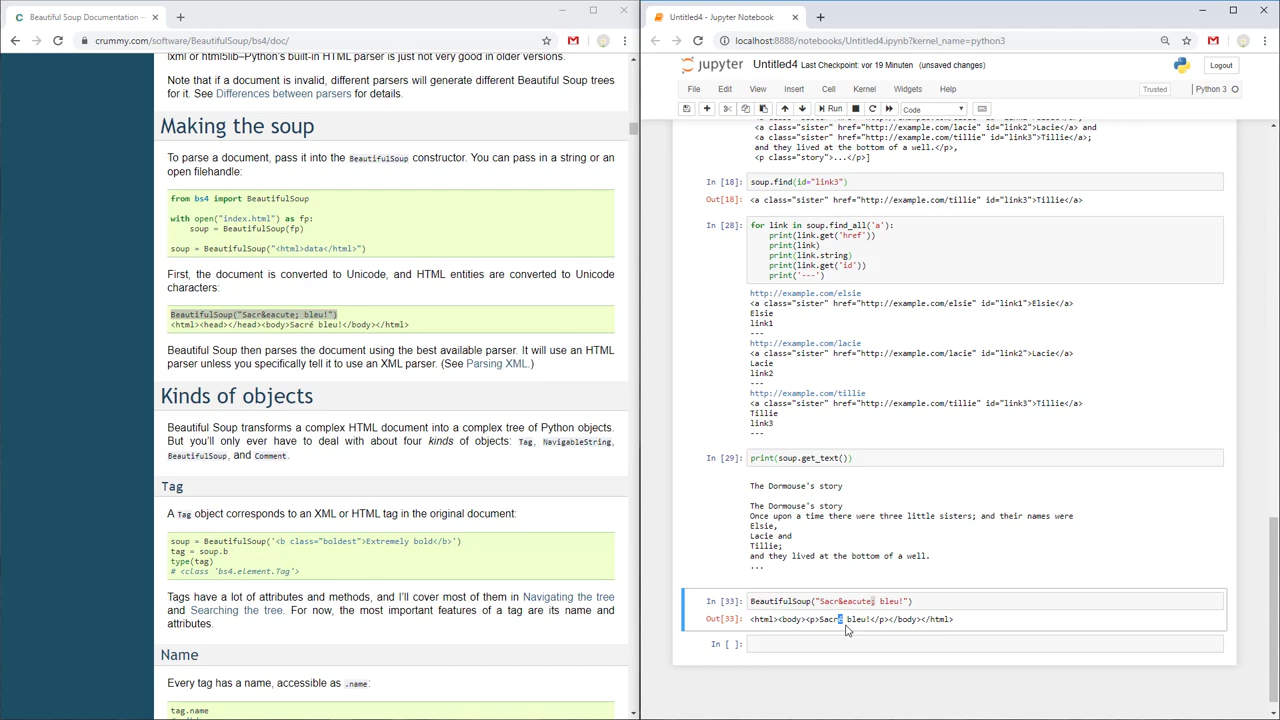 Beautiful Soup Documentation —
crummy.com/software/BeautifulSoup/bs4/doc/
lxml or html5lib–Python's built-in HTML parser is just not very good in older versions.
Note that if a document is invalid, different parsers will generate different Beautiful Soup trees
for it. See Differences between parsers for details.
Making the soup
To parse a document, pass it into the BeautifulSoup constructor. You can pass in a string or an
open filehandle:
from bs4 import BeautifulSoup
with open("index.html") as fp:
soup = BeautifulSoup(fp)
soup = BeautifulSoup("<html>data</html>")
First, the document is converted to Unicode, and HTML entities are converted to Unicode
characters:
BeautifulSoup("Sacr&eacute; bleu!")
<html><head></head><body>Sacré bleu!</body></html>
Beautiful Soup then parses the document using the best available parser. It will use an HTML
parser unless you specifically tell it to use an XML parser. (See Parsing XML.)
Kinds of objects
Beautiful Soup transforms a complex HTML document into a complex tree of Python objects.
But you'll only ever have to deal with about four kinds of objects: Tag, NavigableString,
BeautifulSoup, and Comment.
Tag
A Tag object corresponds to an XML or HTML tag in the original document:
soup = BeautifulSoup('<b class="boldest">Extremely bold</b>')
tag = soup.b
type(tag)
# <class 'bs4.element.Tag'>
Tags have a lot of attributes and methods, and I'll cover most of them in Navigating the tree
and Searching the tree. For now, the most important features of a tag are its name and
attributes.
Name
Every tag has a name, accessible as .name:
tag.name
Untitled4 - Jupyter Notebook
localhost:8888/notebooks/Untitled4.ipynb?kernel_name=python3
jupyter Untitled4 Last Checkpoint: vor 19 Minuten (unsaved changes)
Logout
File Edit View Insert Cell Kernel Widgets Help
Trusted
Python 3
Run
Code
<a class="sister" href="http://example.com/lacie" id="link2">Lacie</a> and
<a class="sister" href="http://example.com/tillie" id="link3">Tillie</a>;
and they lived at the bottom of a well.</p>,
<p class="story">...</p>]
In [18]: soup.find(id="link3")
Out[18]: <a class="sister" href="http://example.com/tillie" id="link3">Tillie</a>
In [28]: for link in soup.find_all('a'):
print(link.get('href'))
print(link)
print(link.string)
print(link.get('id'))
print('---')
http://example.com/elsie
<a class="sister" href="http://example.com/elsie" id="link1">Elsie</a>
Elsie
link1
---
http://example.com/lacie
<a class="sister" href="http://example.com/lacie" id="link2">Lacie</a>
Lacie
link2
---
http://example.com/tillie
<a class="sister" href="http://example.com/tillie" id="link3">Tillie</a>
Tillie
link3
---
In [29]: print(soup.get_text())
The Dormouse's story
The Dormouse's story
Once upon a time there were three little sisters; and their names were
Elsie,
Lacie and
Tillie;
and they lived at the bottom of a well.
...
In [33]: BeautifulSoup("Sacr&eacute; bleu!")
Out[33]: <html><body><p>Sacré bleu!</p></body></html>
In [ ]: